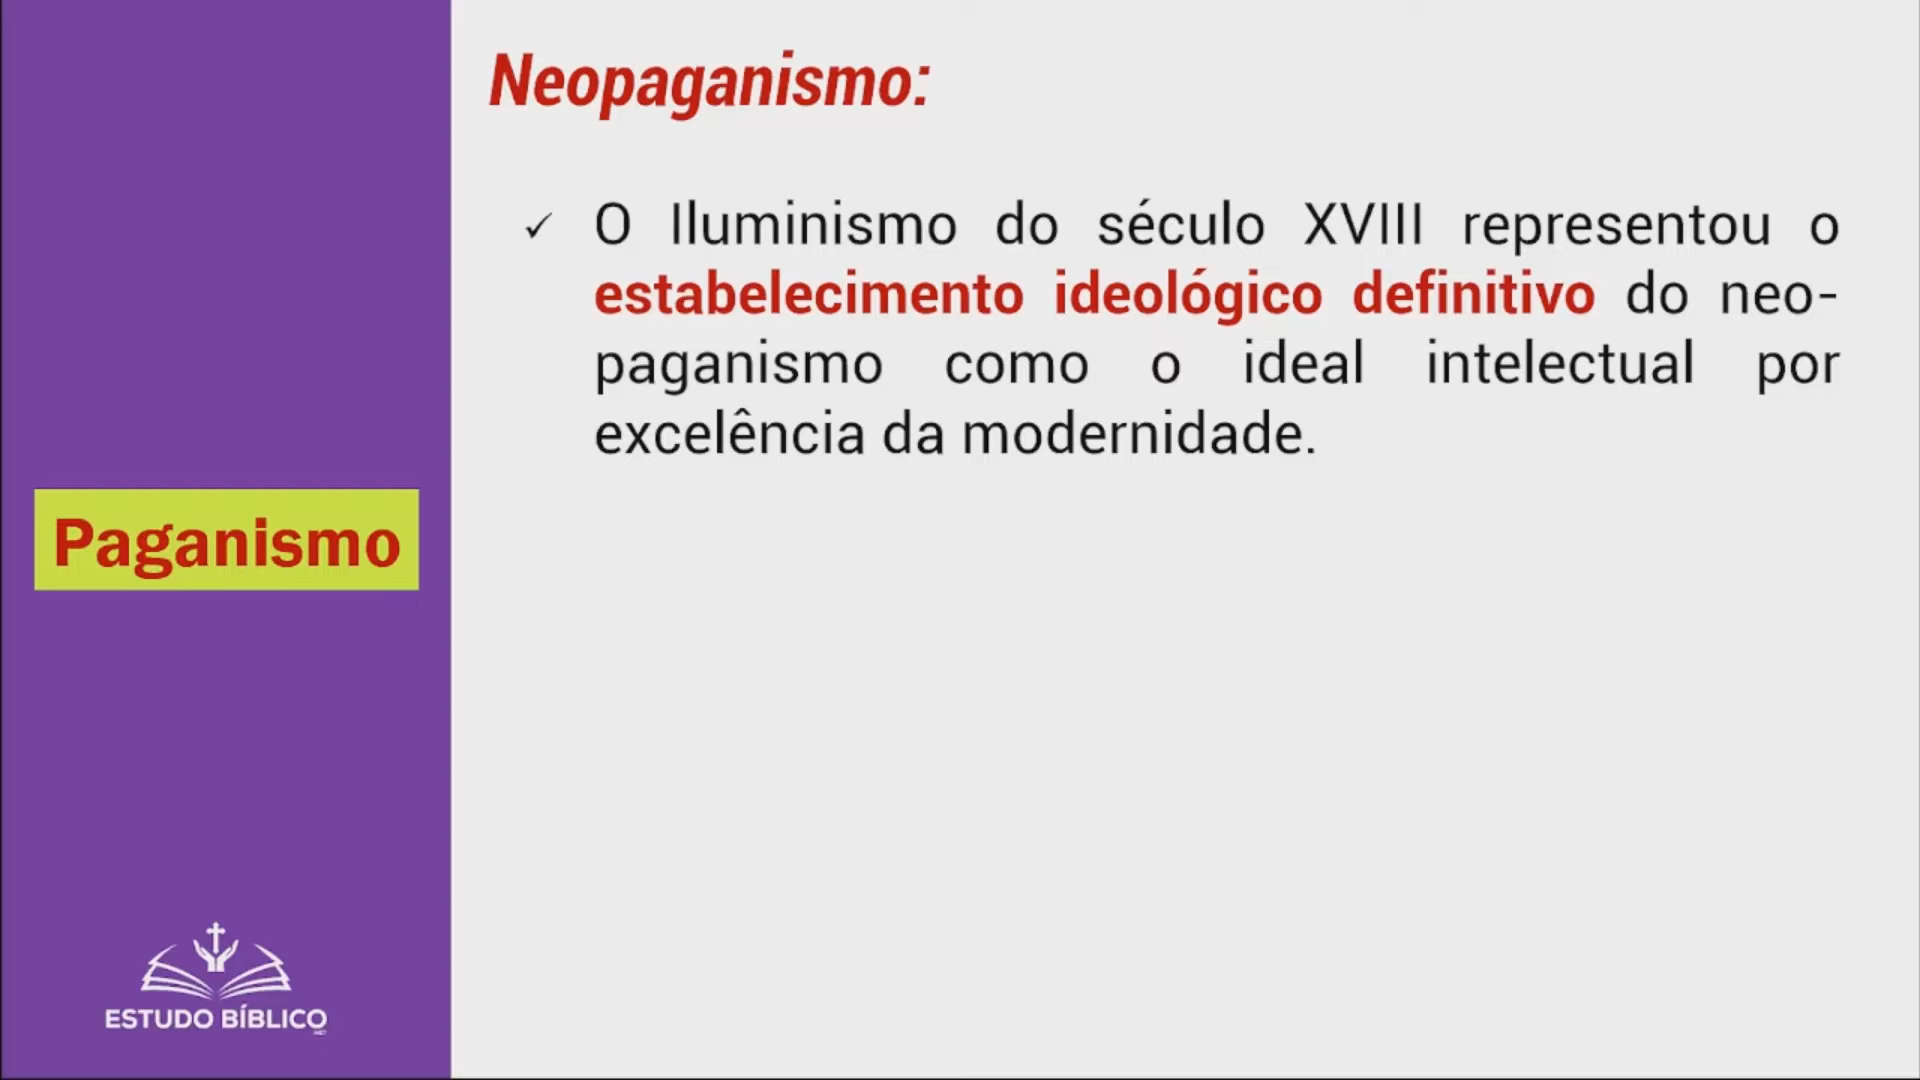 Neopaganismo:
✓ O Iluminismo do século XVIII representou o
estabelecimento ideológico definitivo do neo-
paganismo como o ideal intelectual por
excelência da modernidade.
Paganismo
ESTUDO BÍBLICO